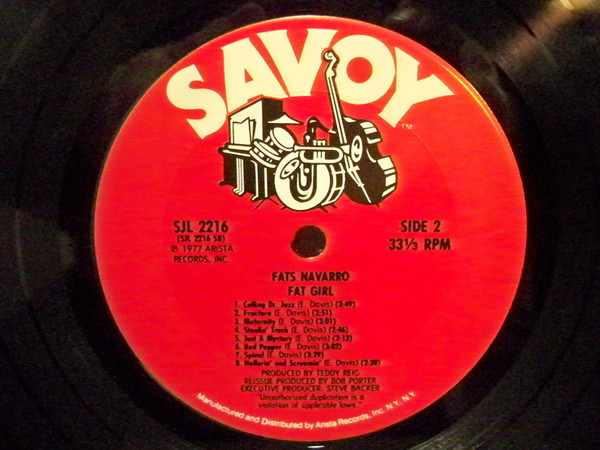 SAVOY
TM
SJL 2216
(SJL 2216 SB)
℗ 1977 ARISTA
RECORDS, INC.
SIDE 2
33⅓ RPM
FATS NAVARRO
FAT GIRL
1. Calling Dr. Jazz (E. Davis) (2:49)
2. Fracture (E. Davis) (2:51)
3. Maternity (E. Davis) (3:01)
4. Stealin' Trash (E. Davis) (2:46)
5. Just A Mystery (E. Davis) (2:13)
6. Red Pepper (E. Davis) (3:02)
7. Spinal (E. Davis) (2:29)
8. Hollerin' and Screamin' (E. Davis) (2:38)
PRODUCED BY TEDDY REIG
REISSUE PRODUCED BY BOB PORTER
EXECUTIVE PRODUCER: STEVE BACKER
"Unauthorized duplication is a
violation of applicable laws."
Manufactured and Distributed by Arista Records, Inc. N.Y., N.Y.